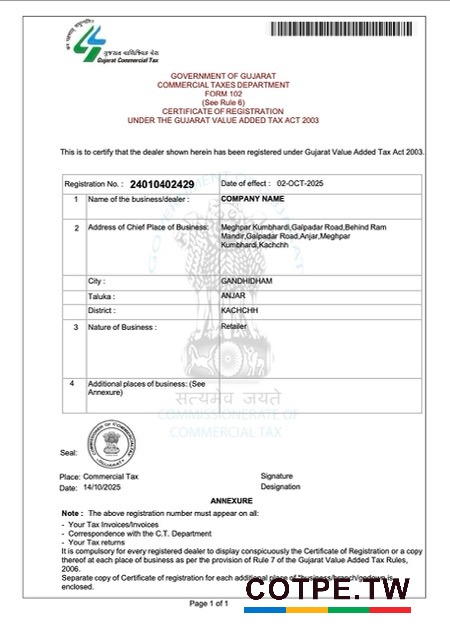 ગુજરાત વાણિજ્યિક વેરા
Gujarat Commercial Tax
GOVERNMENT OF GUJARAT
COMMERCIAL TAXES DEPARTMENT
FORM 102
(See Rule 6)
CERTIFICATE OF REGISTRATION
UNDER THE GUJARAT VALUE ADDED TAX ACT 2003
This is to certify that the dealer shown herein has been registered under Gujarat Value Added Tax Act 2003.
Registration No. : 24010402429 Date of effect : 02-OCT-2025
1 Name of the business/dealer : COMPANY NAME
2 Address of Chief Place of Business: Meghpar Kumbhardi,Galpadar Road,Behind Ram
Mandir,Galpadar Road,Anjar,Meghpar
Kumbhardi,Kachchh
City : GANDHIDHAM
Taluka : ANJAR
District : KACHCHH
3 Nature of Business : Retailer
4 Additional places of business: (See
Annexure)
सत्यमेव जयते
COMMISSIONERATE OF
COMMERCIAL TAX
Seal:
Place: Commercial Tax Signature
Date: 14/10/2025 Designation
ANNEXURE
Note : The above registration number must appear on all:
- Your Tax Invoices/Invoices
- Correspondence with the C.T. Department
- Your Tax returns
It is compulsory for every registered dealer to display conspicuously the Certificate of Registration or a copy
thereof at each place of business as per the provision of Rule 7 of the Gujarat Value Added Tax Rules,
2006.
Separate copy of Certificate of registration for each additional place of "business/branch/godown is
enclosed.
Page 1 of 1
COTPE.TW